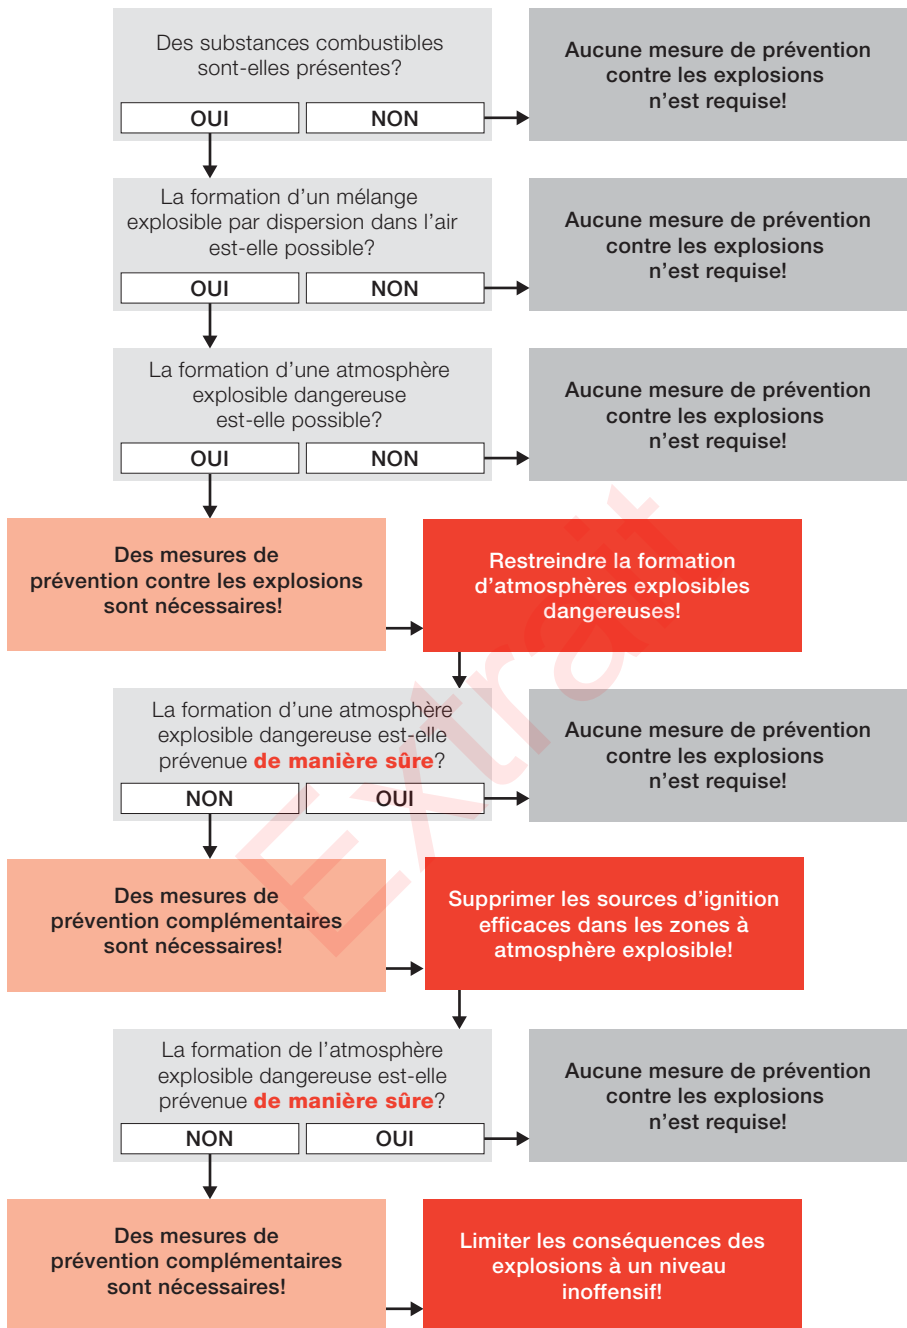 Des substances combustibles
sont-elles présentes?
OUI
NON
Aucune mesure de prévention
contre les explosions
n’est requise!
La formation d’un mélange
explosible par dispersion dans l’air
est-elle possible?
OUI
NON
Aucune mesure de prévention
contre les explosions
n’est requise!
La formation d’une atmosphère
explosible dangereuse
est-elle possible?
OUI
NON
Aucune mesure de prévention
contre les explosions
n’est requise!
Des mesures de
prévention contre les explosions
sont nécessaires!
Restreindre la formation
d’atmosphères explosibles
dangereuses!
La formation d’une atmosphère
explosible dangereuse est-elle
prévenue de manière sûre?
NON
OUI
Aucune mesure de prévention
contre les explosions
n’est requise!
Des mesures de
prévention complémentaires
sont nécessaires!
Supprimer les sources d’ignition
efficaces dans les zones à
atmosphère explosible!
La formation de l’atmosphère
explosible dangereuse est-elle
prévenue de manière sûre?
NON
OUI
Aucune mesure de prévention
contre les explosions
n’est requise!
Des mesures de
prévention complémentaires
sont nécessaires!
Limiter les conséquences des
explosions à un niveau
inoffensif!
Extrait